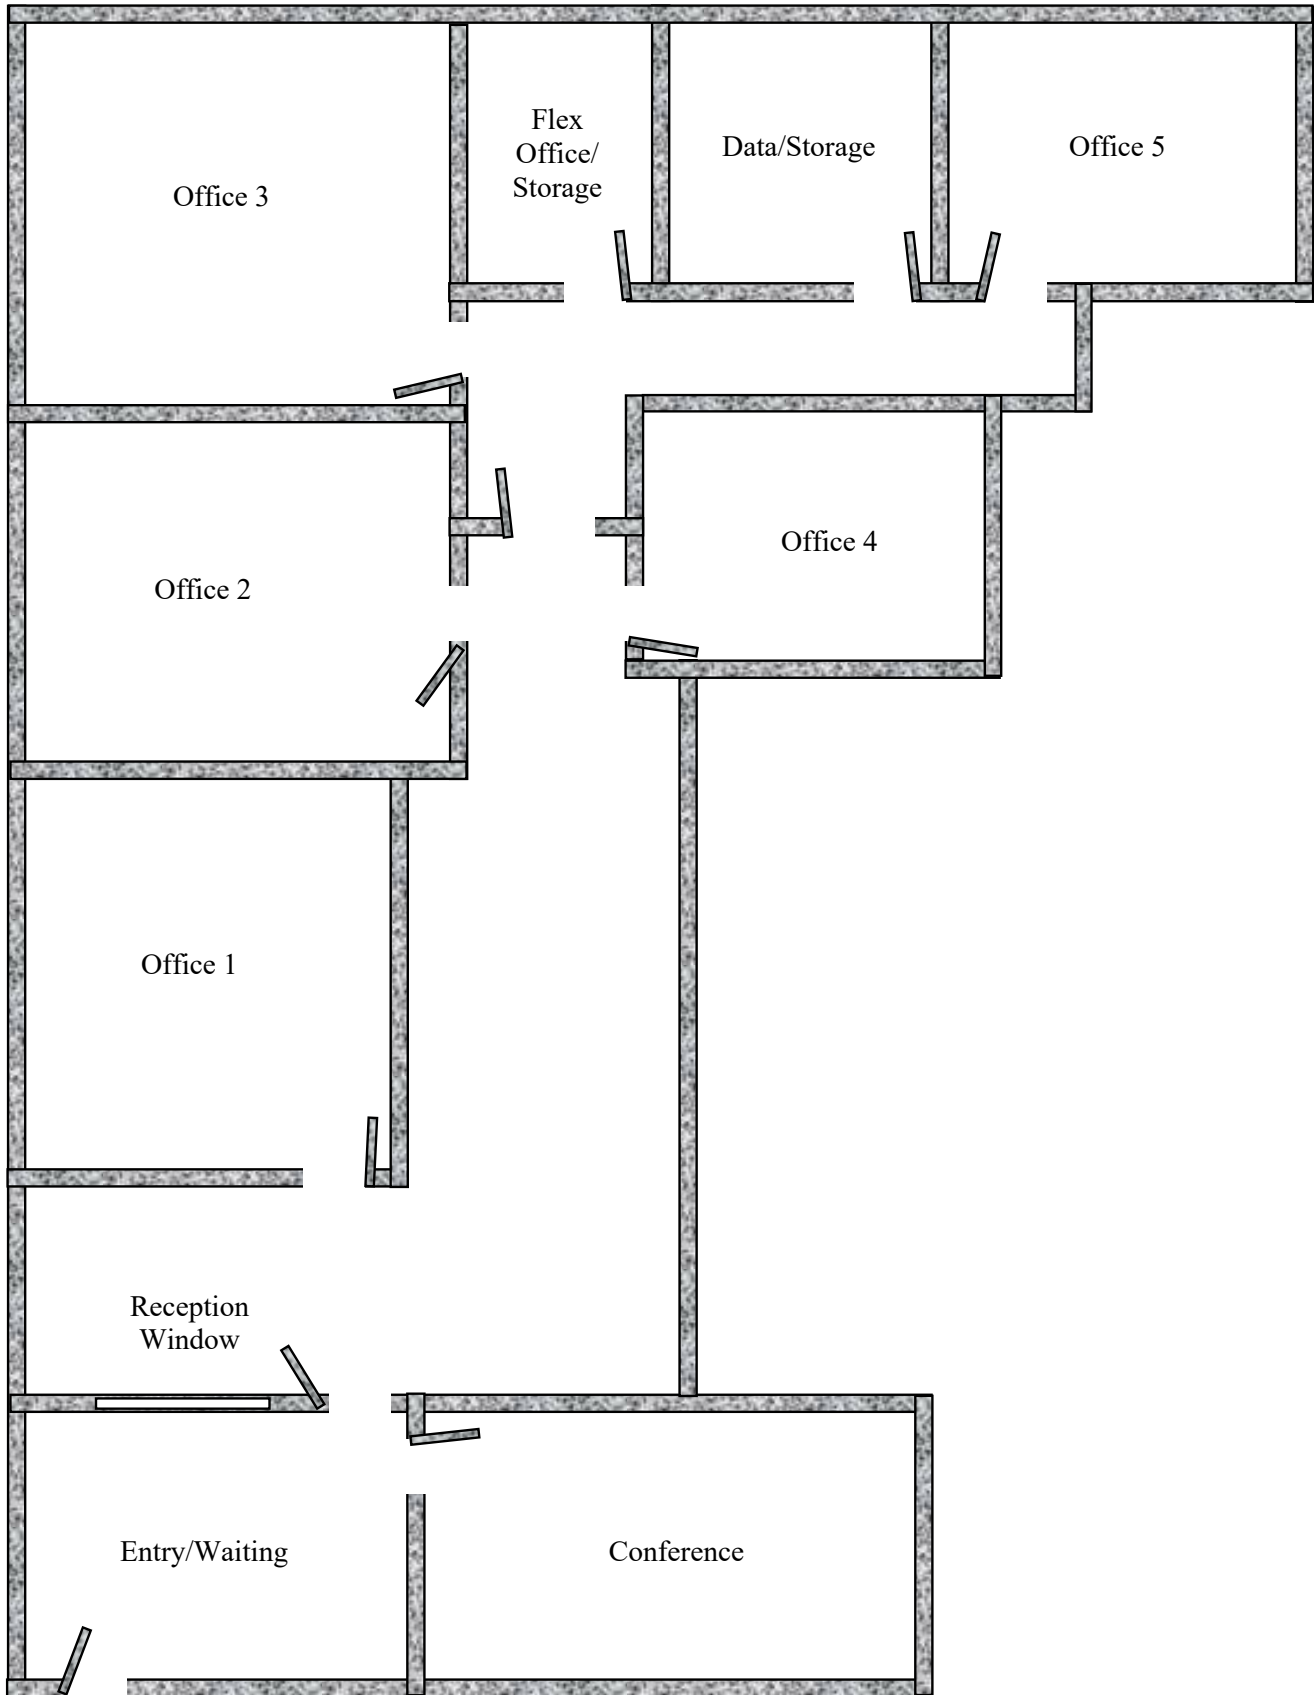 Flex
Office/
Storage
Data/Storage
Office 5
Office 3
Office 4
Office 2
Office 1
Reception
Window
Entry/Waiting
Conference